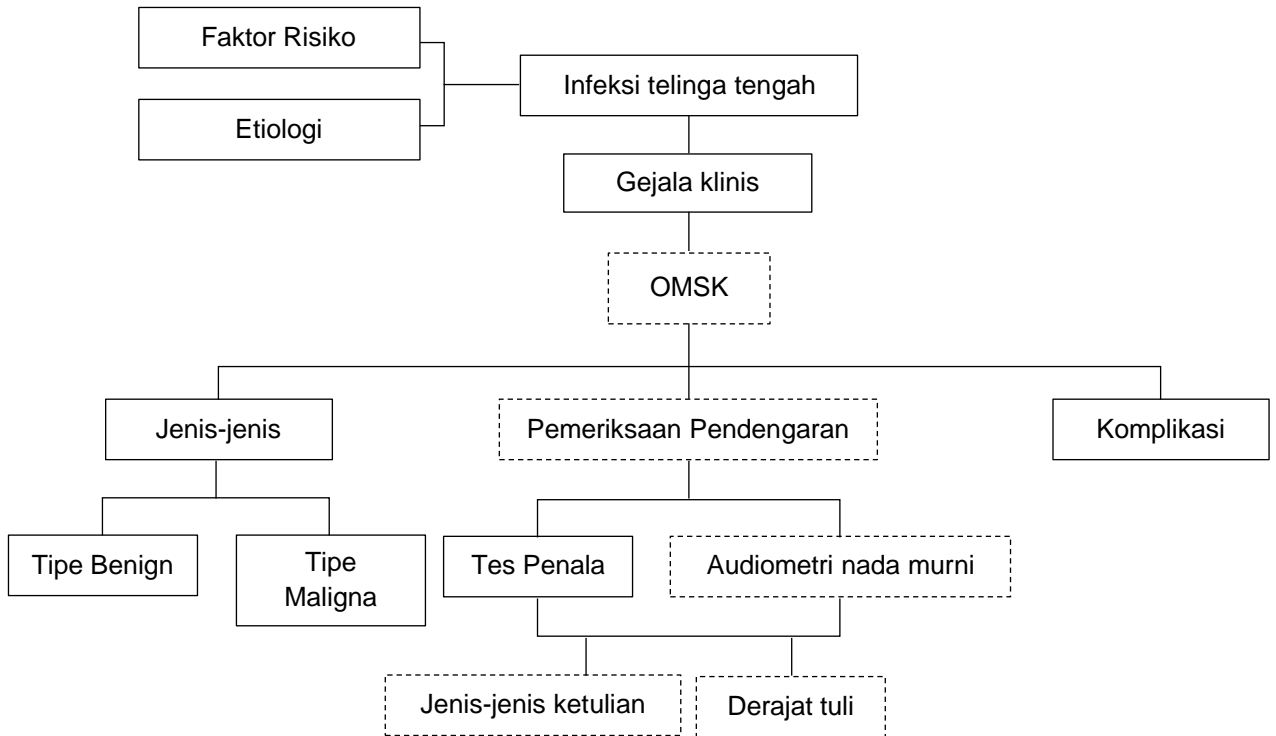 Faktor Risiko
Infeksi telinga tengah
Etiologi
Gejala klinis
OMSK
Jenis-jenis
Pemeriksaan Pendengaran
Komplikasi
Tipe Benign
Tipe
Maligna
Tes Penala
Audiometri nada murni
Jenis-jenis ketulian
Derajat tuli